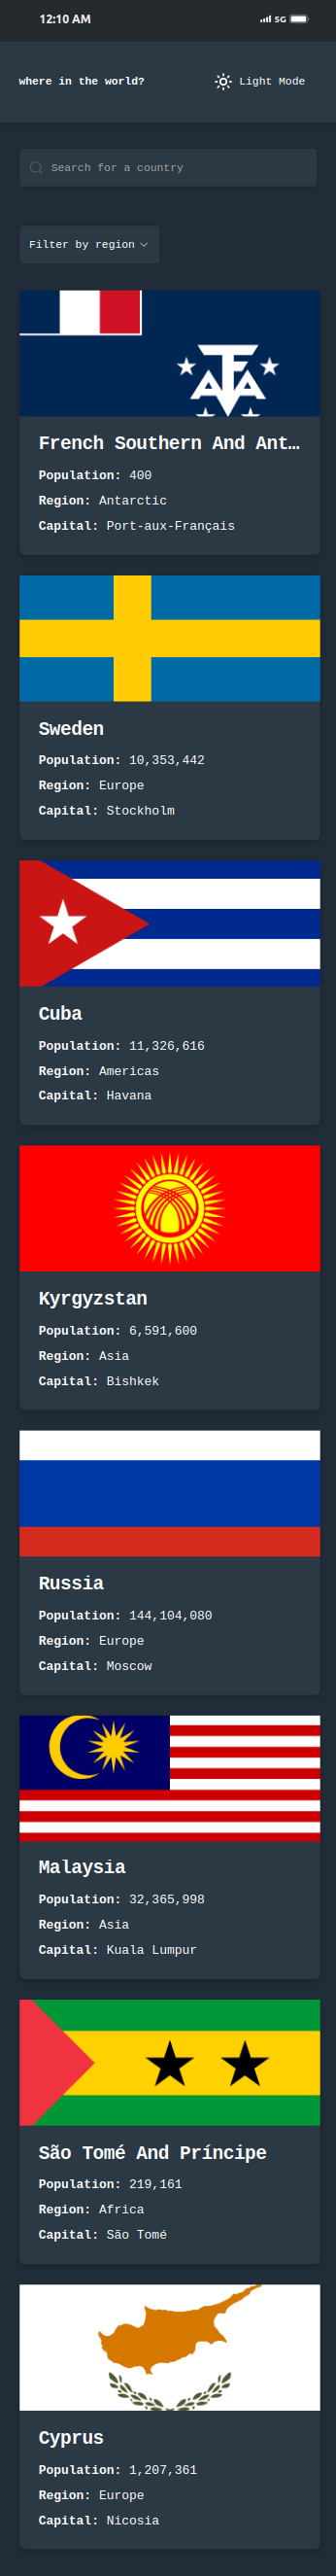 12:10 AM
5G
where in the world?
Light Mode
Search for a country
Filter by region
French Southern And Ant…
Population: 400
Region: Antarctic
Capital: Port-aux-Français
Sweden
Population: 10,353,442
Region: Europe
Capital: Stockholm
Cuba
Population: 11,326,616
Region: Americas
Capital: Havana
Kyrgyzstan
Population: 6,591,600
Region: Asia
Capital: Bishkek
Russia
Population: 144,104,080
Region: Europe
Capital: Moscow
Malaysia
Population: 32,365,998
Region: Asia
Capital: Kuala Lumpur
São Tomé And Príncipe
Population: 219,161
Region: Africa
Capital: São Tomé
Cyprus
Population: 1,207,361
Region: Europe
Capital: Nicosia